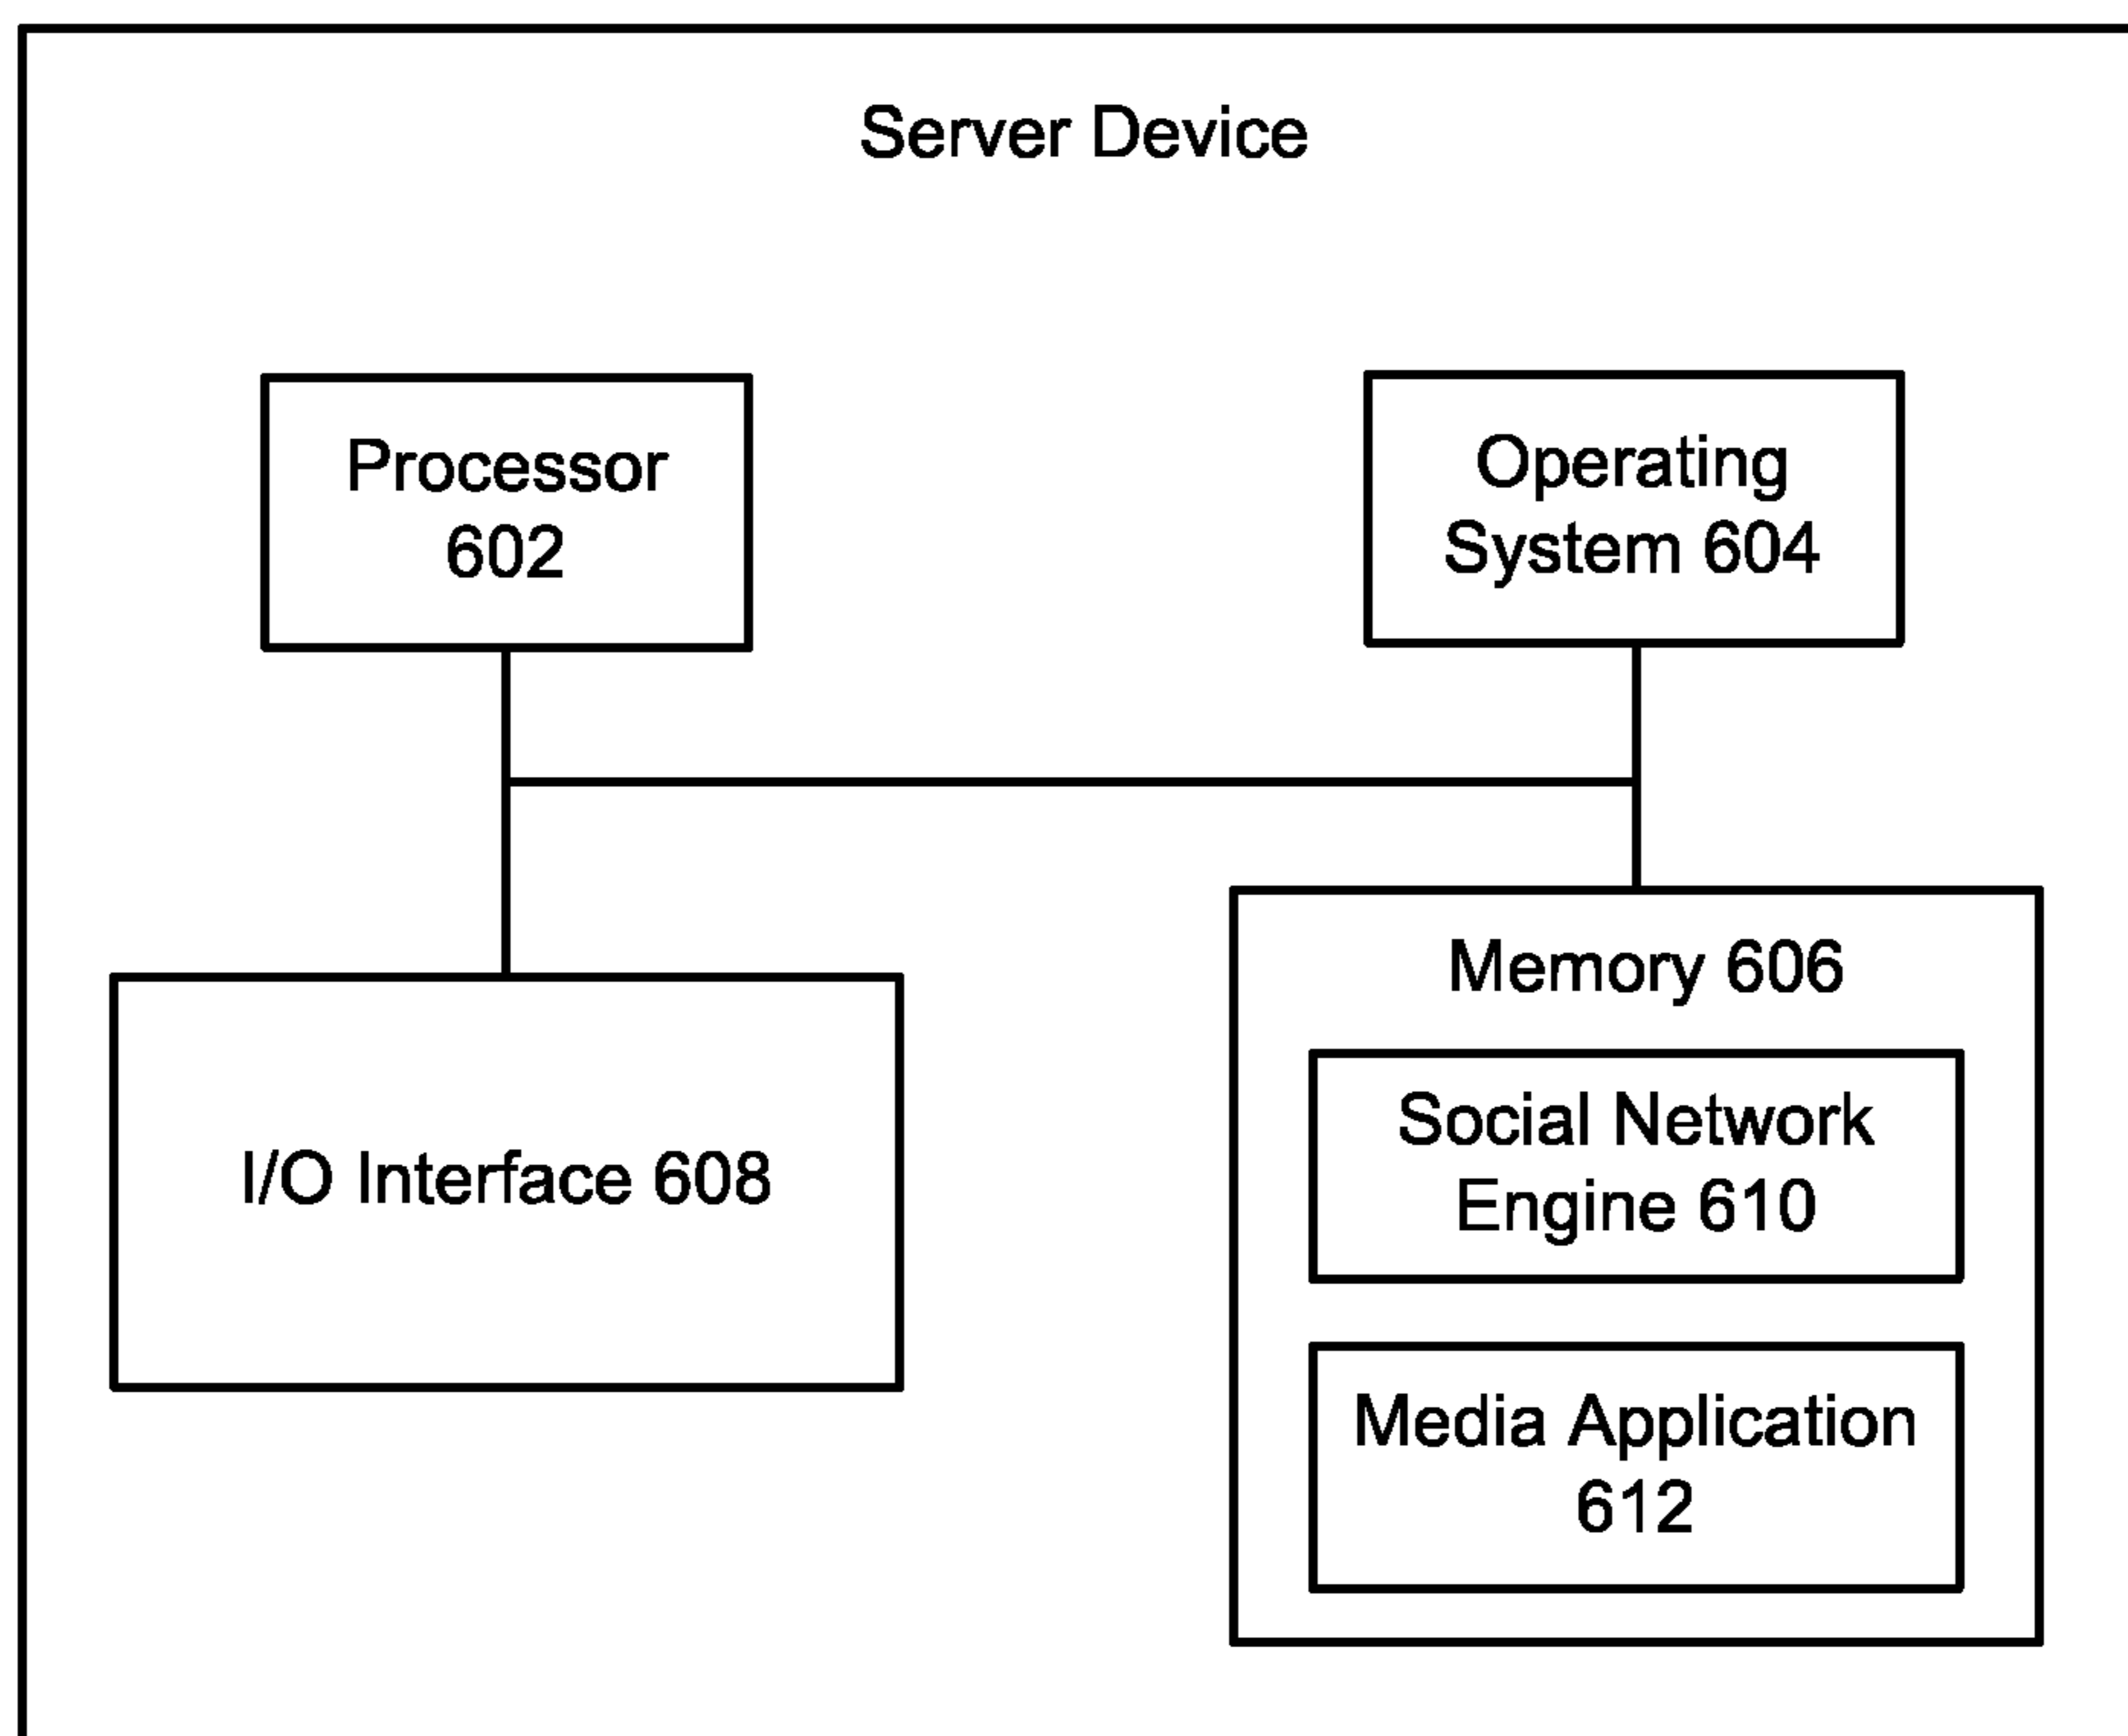 Server Device
Processor
602
Operating
System 604
I/O Interface 608
Memory 606
Social Network
Engine 610
Media Application
612